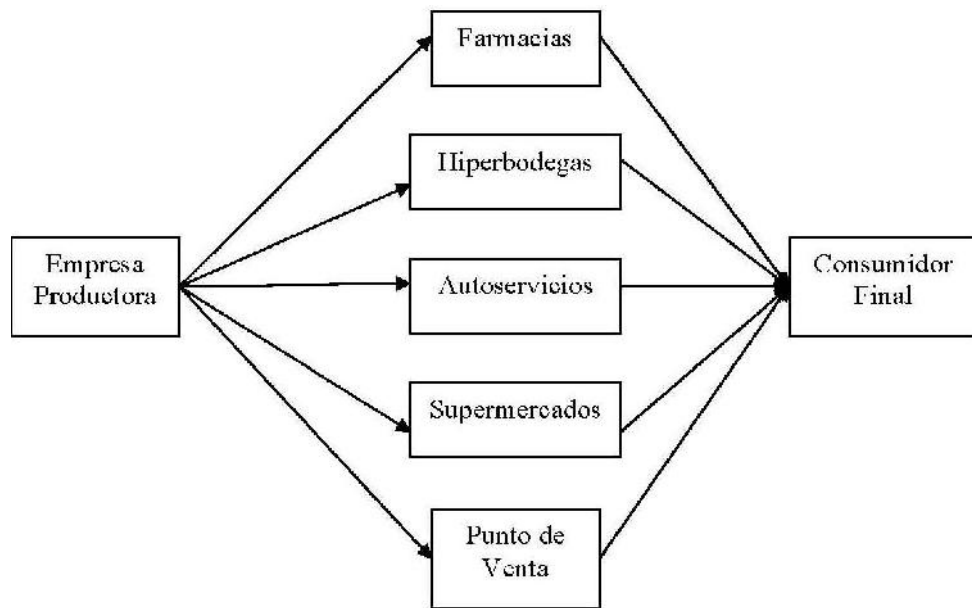 Farmacias
Hiperbodegas
Empresa
Productora
Autoservicios
Consumidor
Final
Supermercados
Punto de
Venta